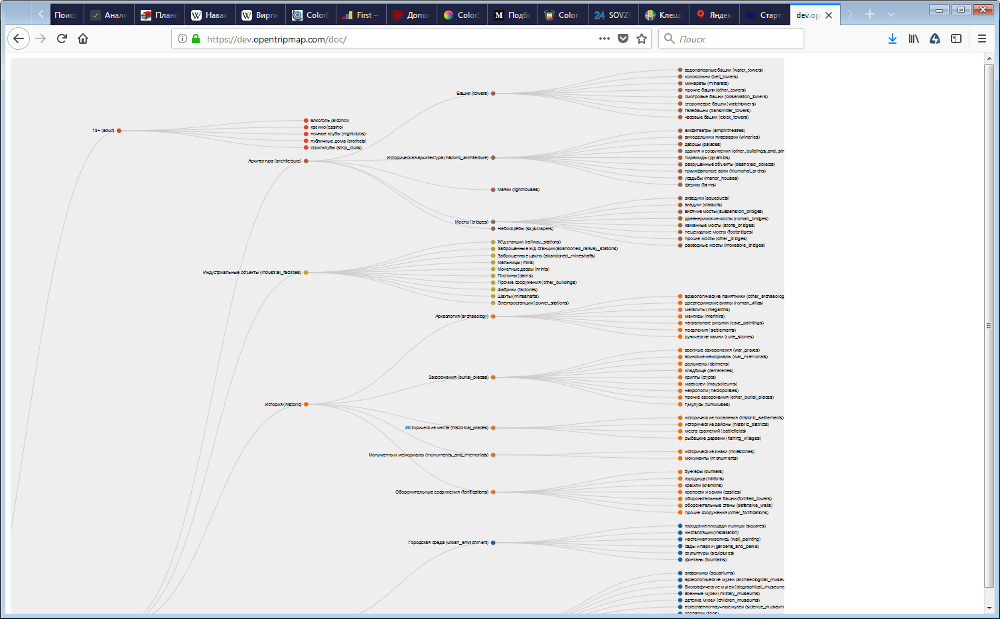 Поиск
Анали
Плани
Навас
Вирги
ColorB
First —
Допол
ColorS
Подбо
Color
SOVZO
Клещ
Яндек
Старт
dev.op
https://dev.opentripmap.com/doc/
Поиск
18+ (adult)
алкоголь (alcohol)
казино (casino)
ночные клубы (nightclubs)
публичные дома (brothels)
стрипклубы (strip_clubs)
Архитектура (architecture)
Башни (towers)
водонапорные башни (water_towers)
колокольни (bell_towers)
минареты (minarets)
прочие башни (other_towers)
смотровые башни (observation_towers)
сторожевые башни (watchtowers)
телебашни (transmitter_towers)
часовые башни (clock_towers)
Историческая архитектура (historic_architecture)
амфитеатры (amphitheatres)
винодельни и пивоварни (wineries)
дворцы (palaces)
здания и сооружения (other_buildings_and_str
пирамиды (pyramids)
разрушенные объекты (destroyed_objects)
триумфальные арки (triumphal_archs)
усадьбы (manor_houses)
фермы (farms)
Маяки (lighthouses)
Мосты (bridges)
акведуки (aqueducts)
виадуки (viaducts)
висячие мосты (suspension_bridges)
древнеримские мосты (roman_bridges)
каменные мосты (stone_bridges)
пешеходные мосты (footbridges)
прочие мосты (other_bridges)
разводные мосты (moveable_bridges)
Небоскрёбы (skyscrapers)
Индустриальные объекты (industrial_facilities)
Ж/д станции (railway_stations)
Заброшенные ж/д станции (abandoned_railway_stations)
Заброшенные шахты (abandoned_mineshafts)
Мельницы (mills)
Монетные дворы (mints)
Плотины (dams)
Прочие сооружения (other_buildings)
Фабрики (factories)
Шахты (mineshafts)
Электростанции (power_stations)
История (historic)
Археология (archaeology)
археологические памятники (other_archaeolog
древнеримские виллы (roman_villas)
мегалиты (megaliths)
менгиры (menhirs)
наскальные рисунки (cave_paintings)
поселения (settlements)
рунические камни (rune_stones)
Захоронения (burial_places)
военные захоронения (war_graves)
воинские мемориалы (war_memorials)
дольмены (dolmens)
кладбища (cemeteries)
крипты (crypts)
мавзолеи (mausoleums)
некрополи (necropolises)
прочие захоронения (other_burial_places)
тумулусы (tumuluses)
Исторические места (historical_places)
исторические поселения (historic_settlements)
исторические районы (historic_districts)
места сражений (battlefields)
рыбацкие деревни (fishing_villages)
Монументы и мемориалы (monuments_and_memorials)
исторические знаки (milestones)
монументы (monuments)
Оборонительные сооружения (fortifications)
бункеры (bunkers)
городища (hillforts)
кремли (kremlins)
крепости и замки (castles)
оборонительные башни (fortified_towers)
оборонительные стены (defensive_walls)
прочие сооружения (other_fortifications)
Городская среда (urban_environment)
городские площади и улицы (squares)
инсталляции (installation)
настенная живопись (wall_painting)
сады и парки (gardens_and_parks)
скульптуры (sculptures)
фонтаны (fountains)
аквариумы (aquariums)
археологические музеи (archaeological_museu
биографические музеи (biographical_museums
военные музеи (military_museums)
детские музеи (children_museums)
естественно-научные музеи (science_museum